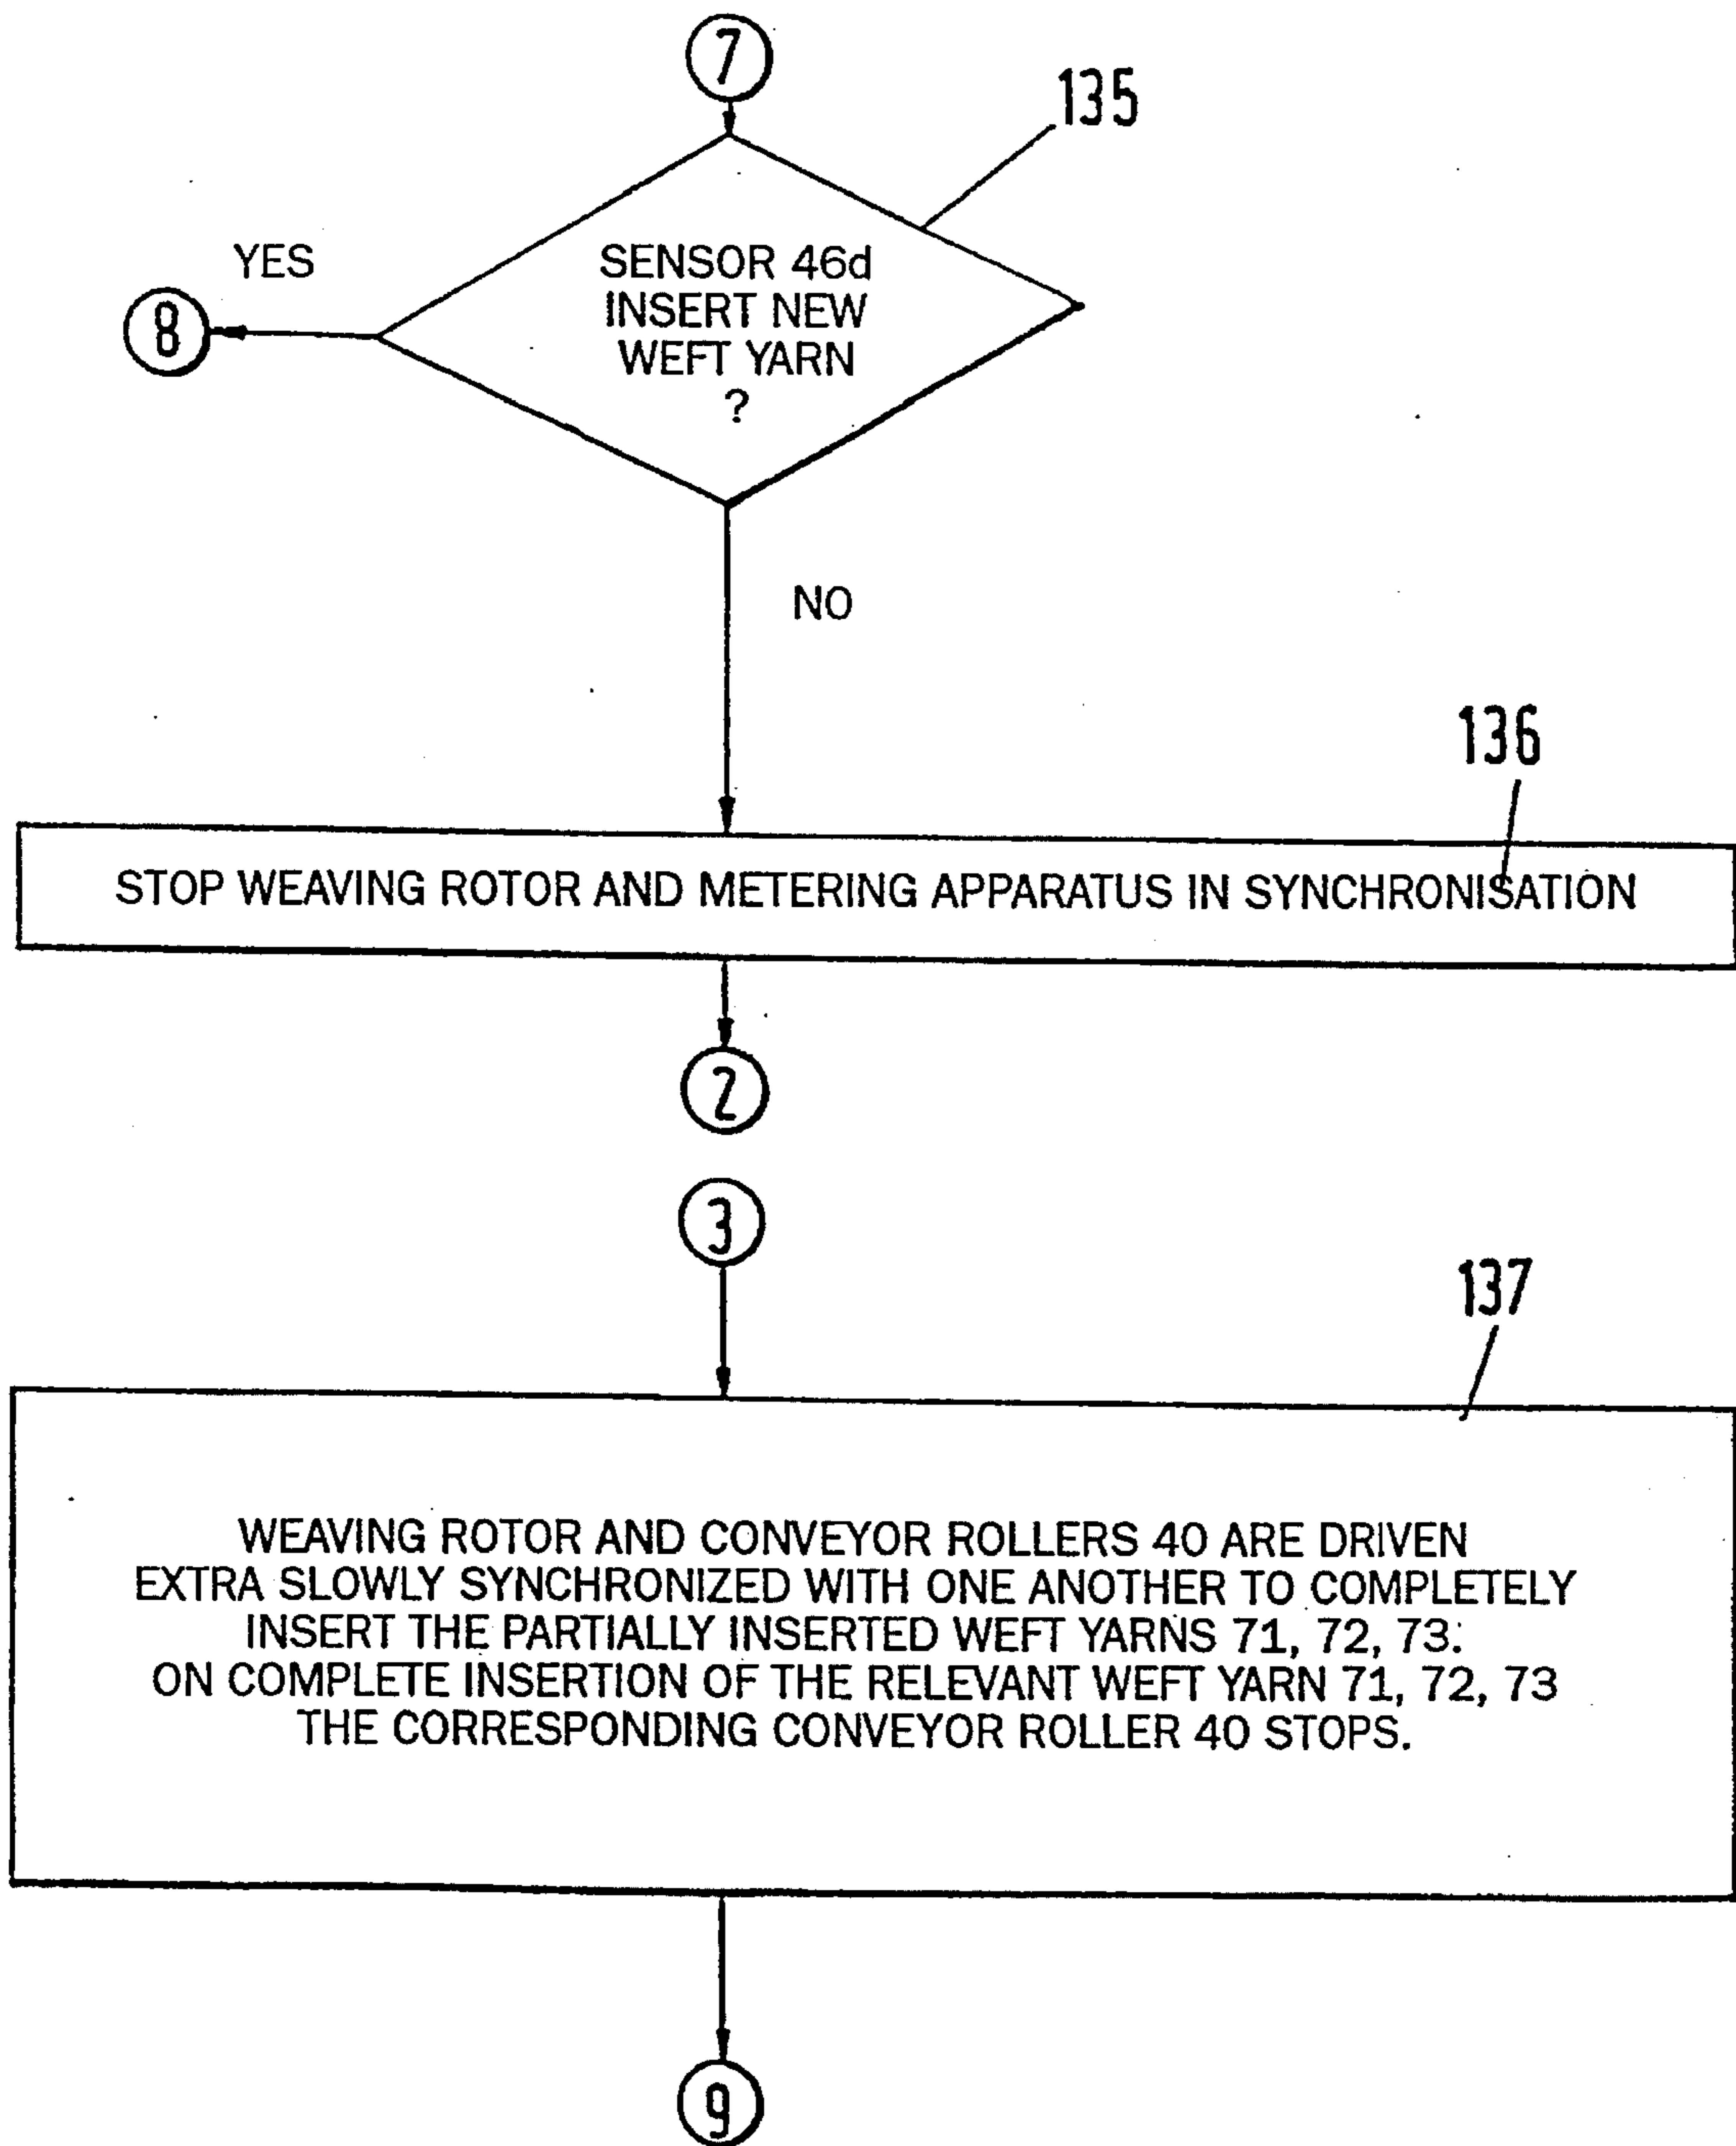 7
135
YES
SENSOR 46d
INSERT NEW
WEFT YARN
?
8
NO
136
STOP WEAVING ROTOR AND METERING APPARATUS IN SYNCHRONISATION
2
3
137
WEAVING ROTOR AND CONVEYOR ROLLERS 40 ARE DRIVEN
EXTRA SLOWLY SYNCHRONIZED WITH ONE ANOTHER TO COMPLETELY
INSERT THE PARTIALLY INSERTED WEFT YARNS 71, 72, 73:
ON COMPLETE INSERTION OF THE RELEVANT WEFT YARN 71, 72, 73
THE CORRESPONDING CONVEYOR ROLLER 40 STOPS.
9